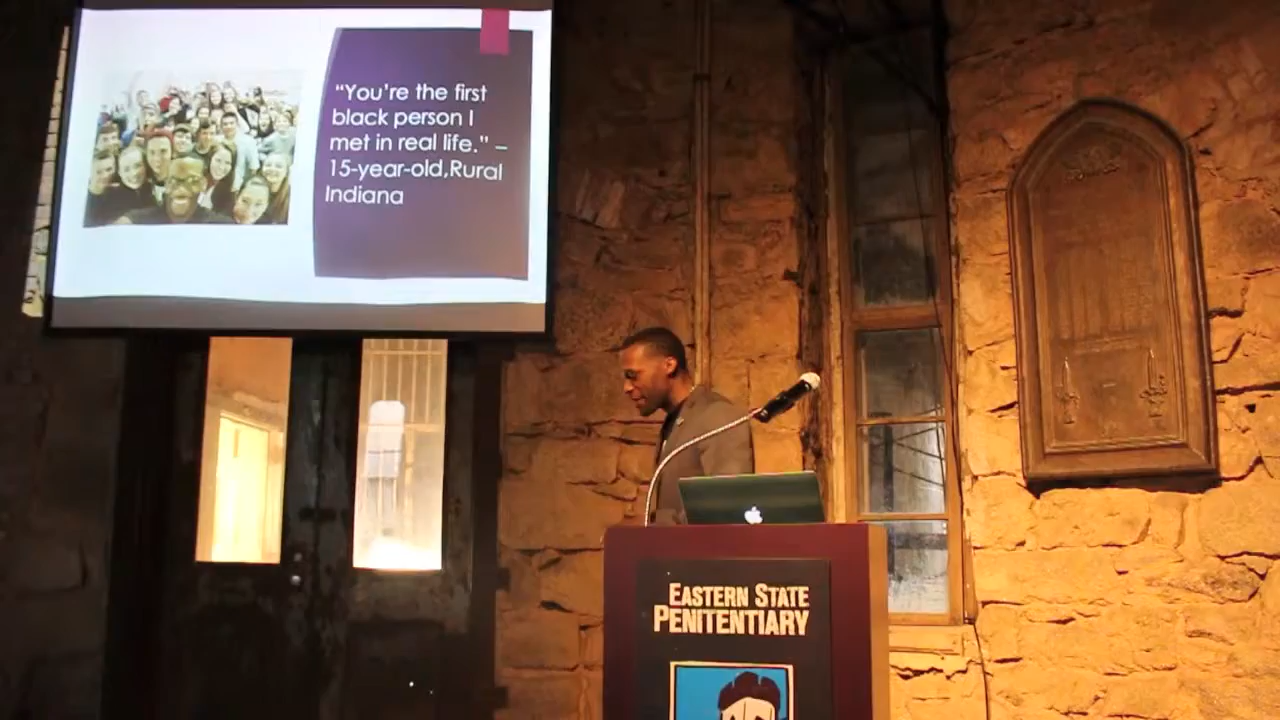 “You’re the first
black person I
met in real life.” –
15-year-old,Rural
Indiana
EASTERN STATE
PENITENTIARY